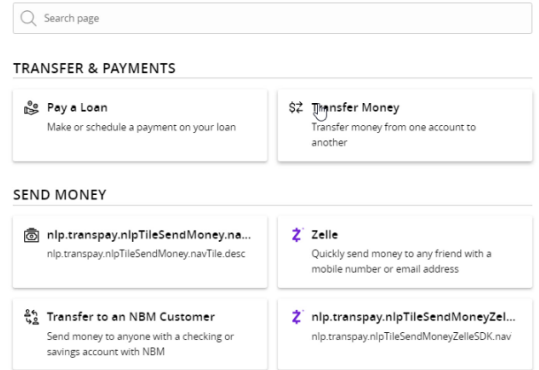 Search page
TRANSFER & PAYMENTS
Pay a Loan
Make or schedule a payment on your loan
Transfer Money
Transfer money from one account to
another
SEND MONEY
nlp.transpay.nlpTileSendMoney.na...
nlp.transpay.nlpTileSendMoney.navTile.desc
Zelle
Quickly send money to any friend with a
mobile number or email address
Transfer to an NBM Customer
Send money to anyone with a checking or
savings account with NBM
nlp.transpay.nlpTileSendMoneyZel...
nlp.transpay.nlpTileSendMoneyZelleSDK.nav